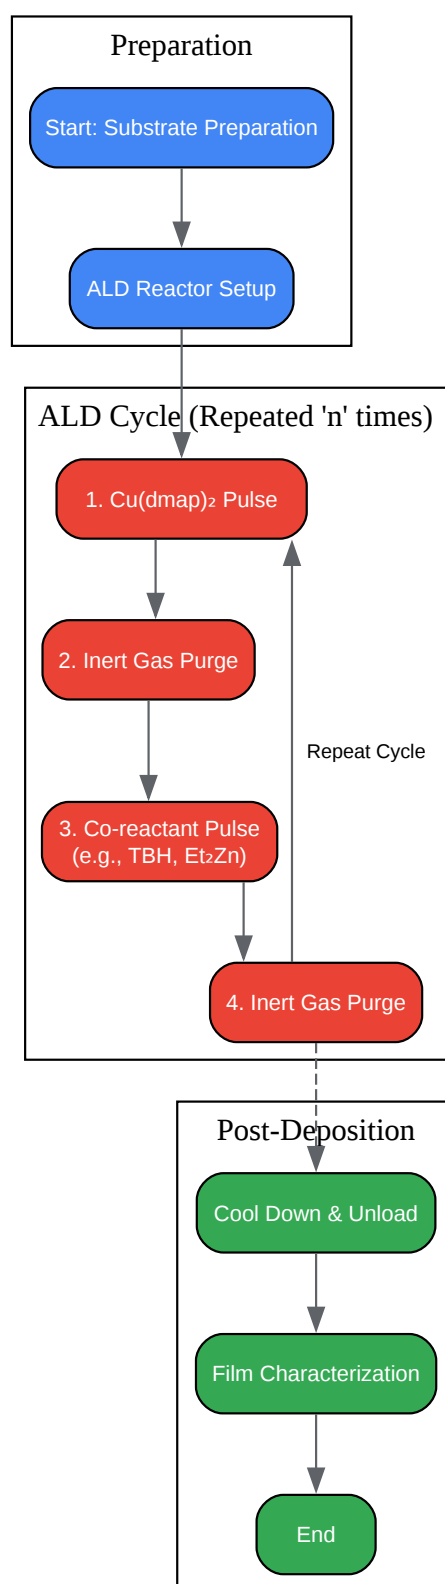 Preparation
Start: Substrate Preparation
ALD Reactor Setup
ALD Cycle (Repeated 'n' times)
1. Cu(dmap)₂ Pulse
2. Inert Gas Purge
Repeat Cycle
3. Co-reactant Pulse
(e.g., TBH, Et₂Zn)
4. Inert Gas Purge
Post-Deposition
Cool Down & Unload
Film Characterization
End